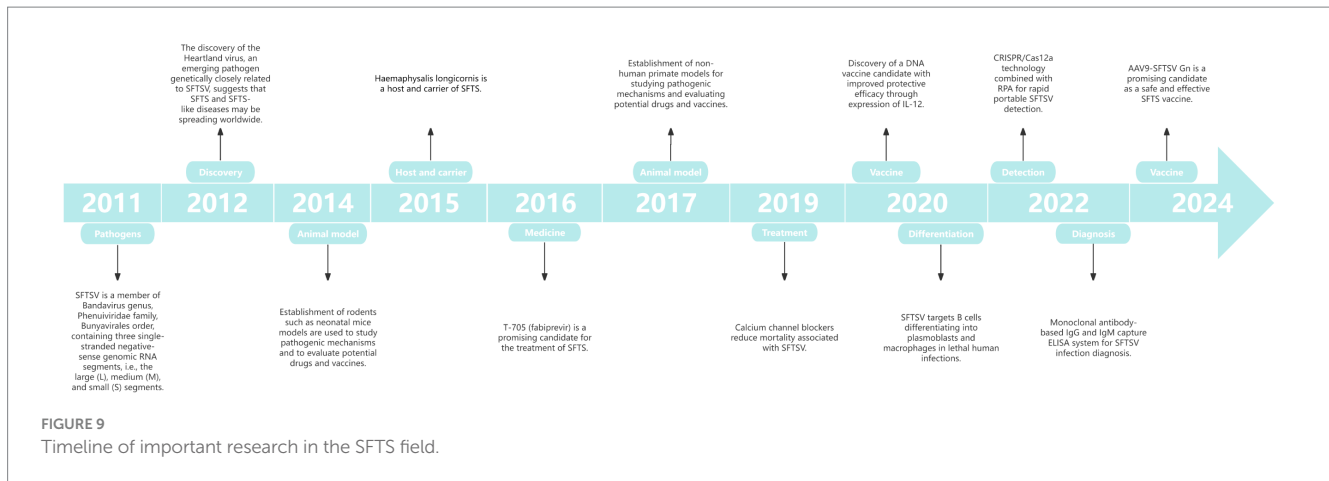 The discovery of the
Heartland virus, an
emerging pathogen
genetically closely related
to SFTSV, suggests that
SFTS and SFTS-
like diseases may be
spreading worldwide.
Haemaphysalis longicornis is
a host and carrier of SFTS.
Establishment of non-
human primate models for
studying pathogenic
mechanisms and evaluating
potential drugs and vaccines.
Discovery of a DNA
vaccine candidate with
improved protective
efficacy through
expression of IL-12.
CRISPR/Cas12a
technology
combined with
RPA for rapid
portable SFTSV
detection.
AAV9-SFTSV Gn is a
promising candidate
as a safe and effective
SFTS vaccine.
Discovery
Host and carrier
Animal model
Vaccine
Detection
Vaccine
2011
2012
2014
2015
2016
2017
2019
2020
2022
2024
Pathogens
Animal model
Medicine
Treatment
Differentiation
Diagnosis
SFTSV is a member of
Bandavirus genus,
Phenuiviridae family,
Bunyavirales order,
containing three single-
stranded negative-
sense genomic RNA
segments, i.e., the
large (L), medium (M),
and small (S) segments.
Establishment of rodents
such as neonatal mice
models are used to study
pathogenic mechanisms
and to evaluate potential
drugs and vaccines.
T-705 (fabiprevir) is a
promising candidate for
the treatment of SFTS.
Calcium channel blockers
reduce mortality associated
with SFTSV.
SFTSV targets B cells
differentiating into
plasmoblasts and
macrophages in lethal human
infections.
Monoclonal antibody-
based IgG and IgM capture
ELISA system for SFTSV
infection diagnosis.
FIGURE 9
Timeline of important research in the SFTS field.